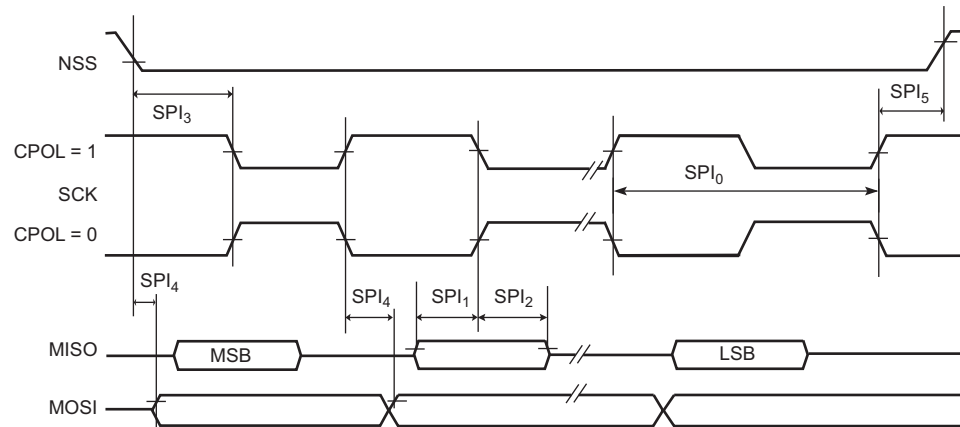 NSS
SPI3
SPI5
CPOL = 1
SCK
SPI0
CPOL = 0
SPI4
SPI4
SPI1
SPI2
MISO
MSB
LSB
MOSI